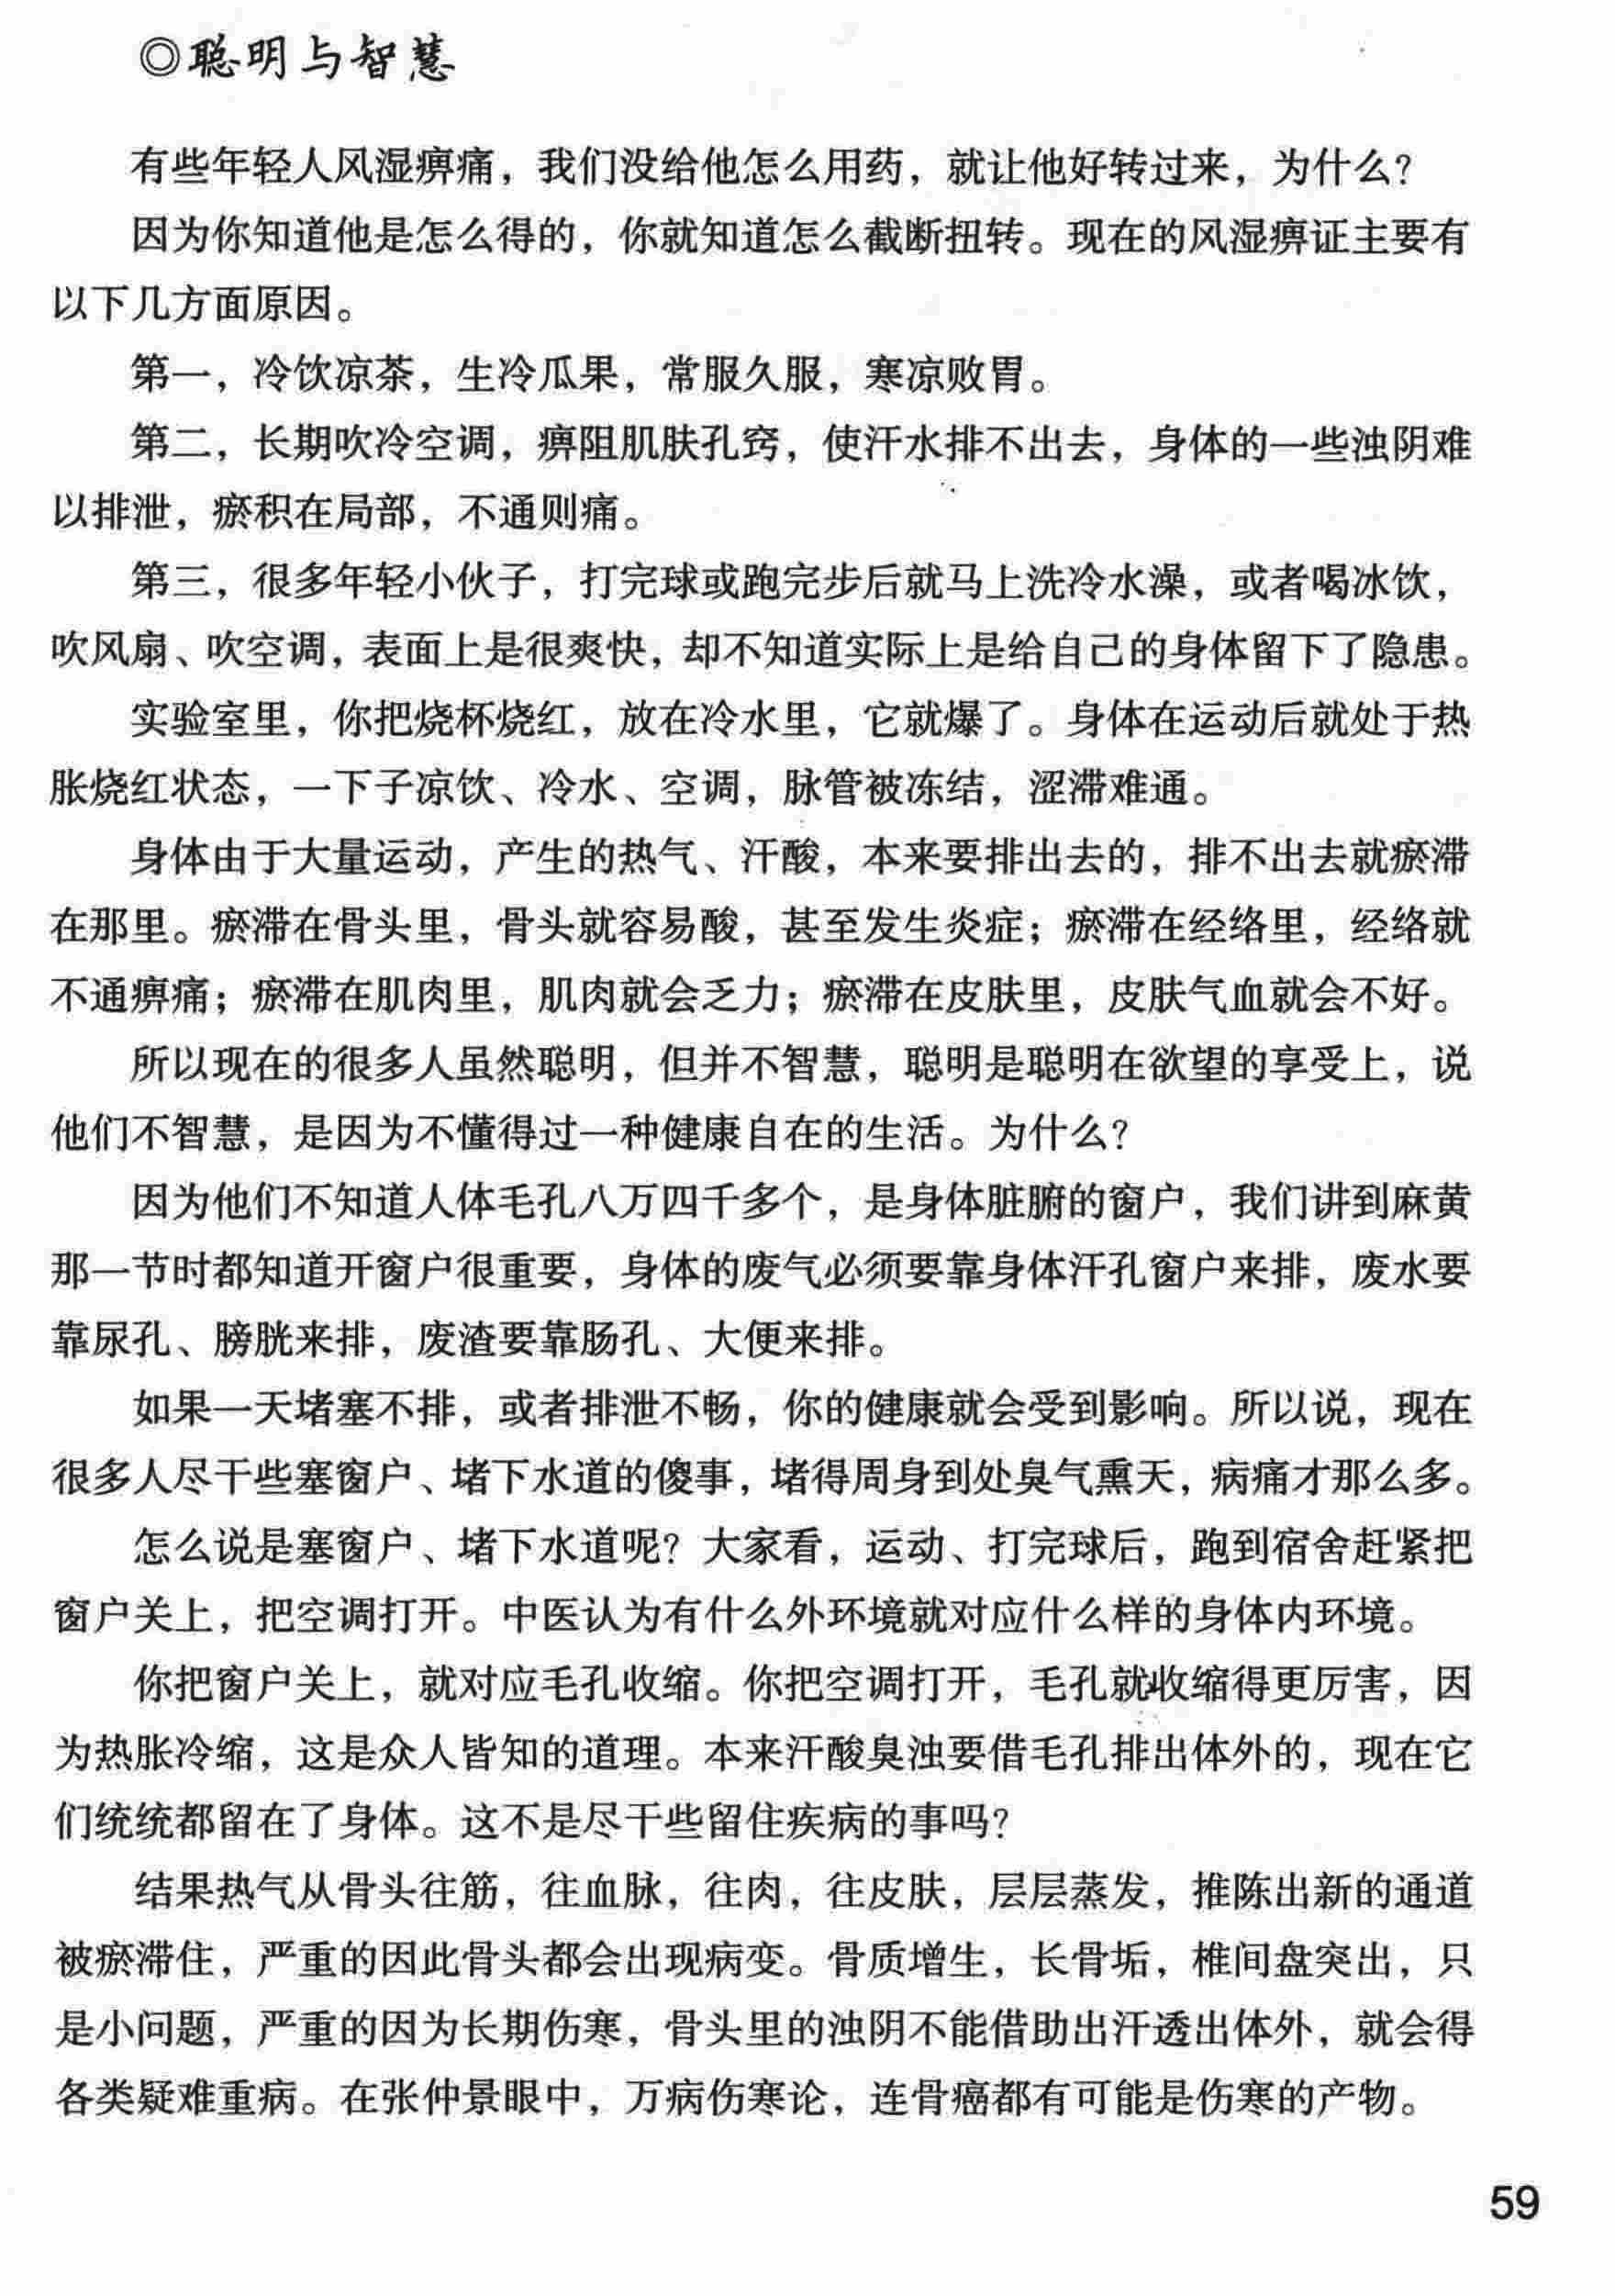 ◎聪明与智慧
有些年轻人风湿痹痛，我们没给他怎么用药，就让他好转过来，为什么？
因为你知道他是怎么得的，你就知道怎么截断扭转。现在的风湿痹证主要有
以下几方面原因。
第一，冷饮凉茶，生冷瓜果，常服久服，寒凉败胃。
第二，长期吹冷空调，痹阻肌肤孔窍，使汗水排不出去，身体的一些浊阴难
以排泄，瘀积在局部，不通则痛。
第三，很多年轻小伙子，打完球或跑完步后就马上洗冷水澡，或者喝冰饮，
吹风扇、吹空调，表面上是很爽快，却不知道实际上是给自己的身体留下了隐患。
实验室里，你把烧杯烧红，放在冷水里，它就爆了。身体在运动后就处于热
胀烧红状态，一下子凉饮、冷水、空调，脉管被冻结，涩滞难通。
身体由于大量运动，产生的热气、汗酸，本来要排出去的，排不出去就瘀滞
在那里。瘀滞在骨头里，骨头就容易酸，甚至发生炎症；瘀滞在经络里，经络就
不通痹痛；瘀滞在肌肉里，肌肉就会乏力；瘀滞在皮肤里，皮肤气血就会不好。
所以现在的很多人虽然聪明，但并不智慧，聪明是聪明在欲望的享受上，说
他们不智慧，是因为不懂得过一种健康自在的生活。为什么？
因为他们不知道人体毛孔八万四千多个，是身体脏腑的窗户，我们讲到麻黄
那一节时都知道开窗户很重要，身体的废气必须要靠身体汗孔窗户来排，废水要
靠尿孔、膀胱来排，废渣要靠肠孔、大便来排。
如果一天堵塞不排，或者排泄不畅，你的健康就会受到影响。所以说，现在
很多人尽干些塞窗户、堵下水道的傻事，堵得周身到处臭气熏天，病痛才那么多。
怎么说是塞窗户、堵下水道呢？大家看，运动、打完球后，跑到宿舍赶紧把
窗户关上，把空调打开。中医认为有什么外环境就对应什么样的身体内环境。
你把窗户关上，就对应毛孔收缩。你把空调打开，毛孔就收缩得更厉害，因
为热胀冷缩，这是众人皆知的道理。本来汗酸臭浊要借毛孔排出体外的，现在它
们统统都留在了身体。这不是尽干些留住疾病的事吗？
结果热气从骨头往筋，往血脉，往肉，往皮肤，层层蒸发，推陈出新的通道
被瘀滞住，严重的因此骨头都会出现病变。骨质增生，长骨垢，椎间盘突出，只
是小问题，严重的因为长期伤寒，骨头里的浊阴不能借助出汗透出体外，就会得
各类疑难重病。在张仲景眼中，万病伤寒论，连骨癌都有可能是伤寒的产物。
59